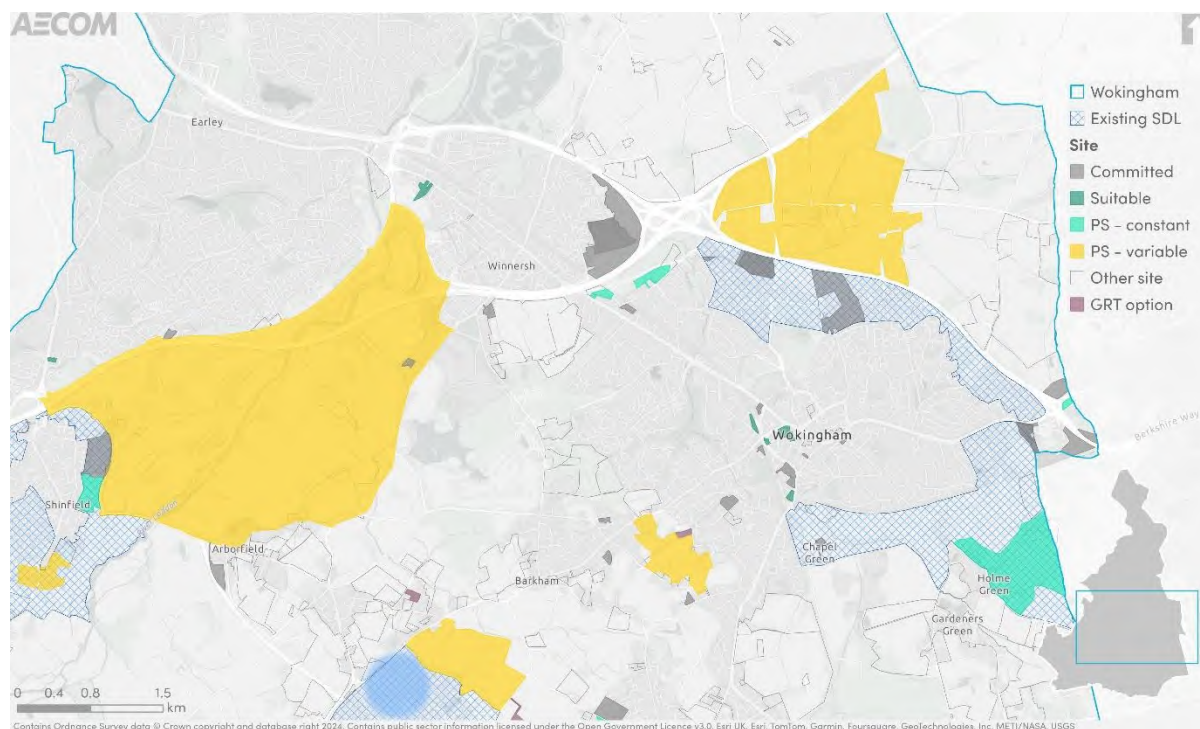 AECOM
Earley
Winnersh
Wokingham
Shinfield
Arborfield
Barkham
Chapel
Green
Holme
Green
Gardeners
Green
Berkshire Way
Wokingham
Existing SDL
Site
Committed
Suitable
PS - constant
PS - variable
Other site
GRT option
0 0.4 0.8 1.5
km
Contains Ordnance Survey data © Crown copyright and database right 2024. Contains public sector information licensed under the Open Government Licence v3.0. Esri UK, Esri, TomTom, Garmin, Foursquare, GeoTechnologies, Inc, METI/NASA, USGS